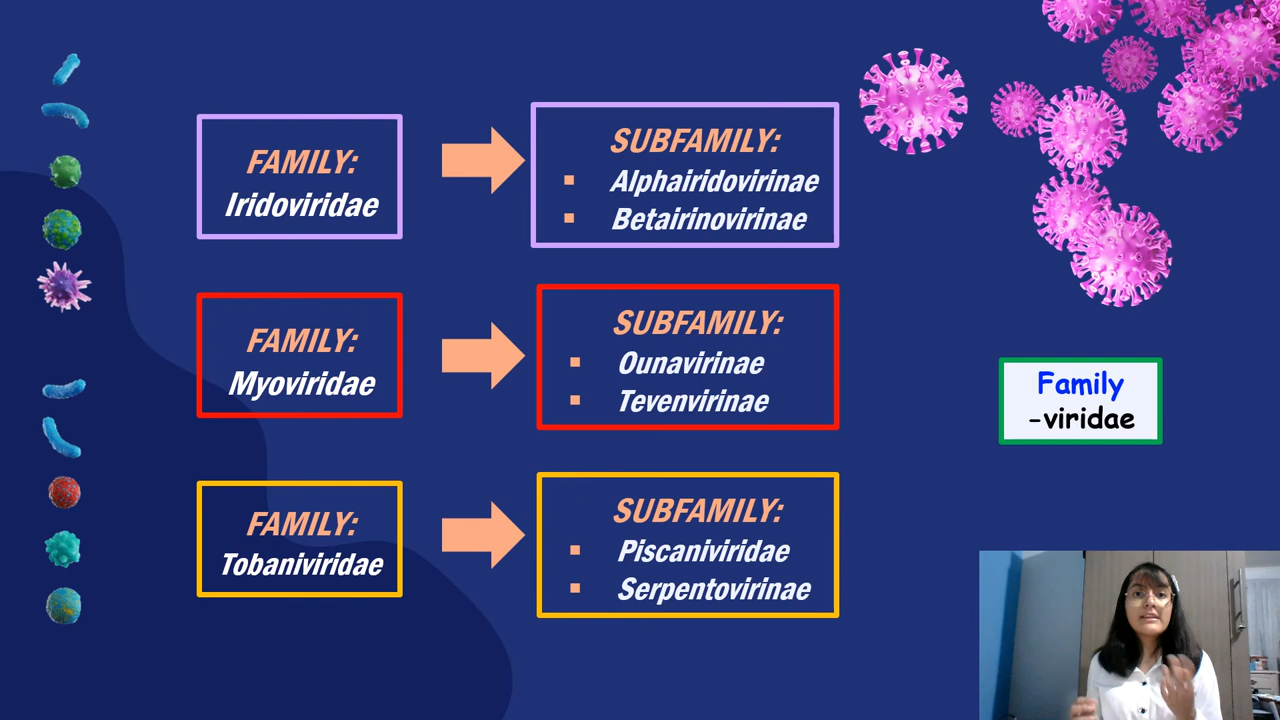 FAMILY:
Iridoviridae
SUBFAMILY:
▪ Alphairidovirinae
▪ Betairinovirinae
FAMILY:
Myoviridae
SUBFAMILY:
▪ Ounavirinae
▪ Tevenvirinae
Family
-viridae
FAMILY:
Tobaniviridae
SUBFAMILY:
▪ Piscaniviridae
▪ Serpentovirinae